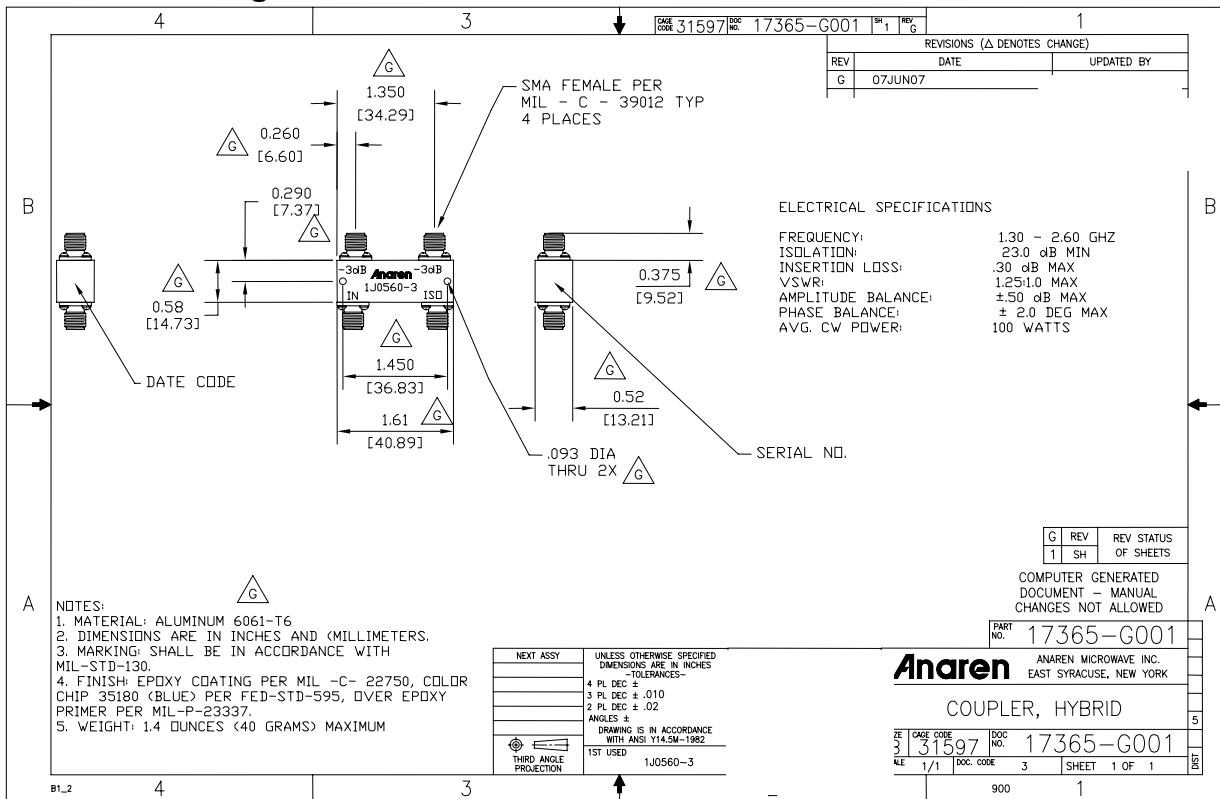 4
3
1
CAGE CODE 31597 DOC NO. 17365-G001 SH 1 REV G
REVISIONS (△ DENOTES CHANGE)
REV DATE UPDATED BY
G 07JUN07
G
1.350
[34.29]
SMA FEMALE PER
MIL - C - 39012 TYP
4 PLACES
G
0.260
[6.60]
0.290
[7.37]
G
B
B
ELECTRICAL SPECIFICATIONS
FREQUENCY: 1.30 - 2.60 GHZ
ISOLATION: 23.0 dB MIN
INSERTION LOSS: .30 dB MAX
VSWR: 1.25:1.0 MAX
AMPLITUDE BALANCE: ±.50 dB MAX
PHASE BALANCE: ± 2.0 DEG MAX
AVG. CW POWER: 100 WATTS
-3dB Anaren -3dB
1J0560-3
IN ISO
G
0.58
[14.73]
0.375
[9.52]
G
DATE CODE
G
1.450
[36.83]
G
1.61
[40.89]
G
0.52
[13.21]
.093 DIA
THRU 2X G
SERIAL NO.
G REV REV STATUS
1 SH OF SHEETS
COMPUTER GENERATED
DOCUMENT - MANUAL
CHANGES NOT ALLOWED
A
A
G
NOTES:
1. MATERIAL: ALUMINUM 6061-T6
2. DIMENSIONS ARE IN INCHES AND (MILLIMETERS.
3. MARKING: SHALL BE IN ACCORDANCE WITH
MIL-STD-130.
4. FINISH: EPOXY COATING PER MIL -C- 22750, COLOR
CHIP 35180 (BLUE) PER FED-STD-595, OVER EPOXY
PRIMER PER MIL-P-23337.
5. WEIGHT: 1.4 OUNCES (40 GRAMS) MAXIMUM
NEXT ASSY
UNLESS OTHERWISE SPECIFIED
DIMENSIONS ARE IN INCHES
-TOLERANCES-
4 PL DEC ±
3 PL DEC ± .010
2 PL DEC ± .02
ANGLES ±
DRAWING IS IN ACCORDANCE
WITH ANSI Y14.5M-1982
THIRD ANGLE
PROJECTION
1ST USED
1J0560-3
PART NO. 17365-G001
Anaren ANAREN MICROWAVE INC.
EAST SYRACUSE, NEW YORK
COUPLER, HYBRID
5
CAGE CODE 31597 DOC NO. 17365-G001
1/1 DOC. CODE 3 SHEET 1 OF 1
DIST
B1_2
4
3
900
1